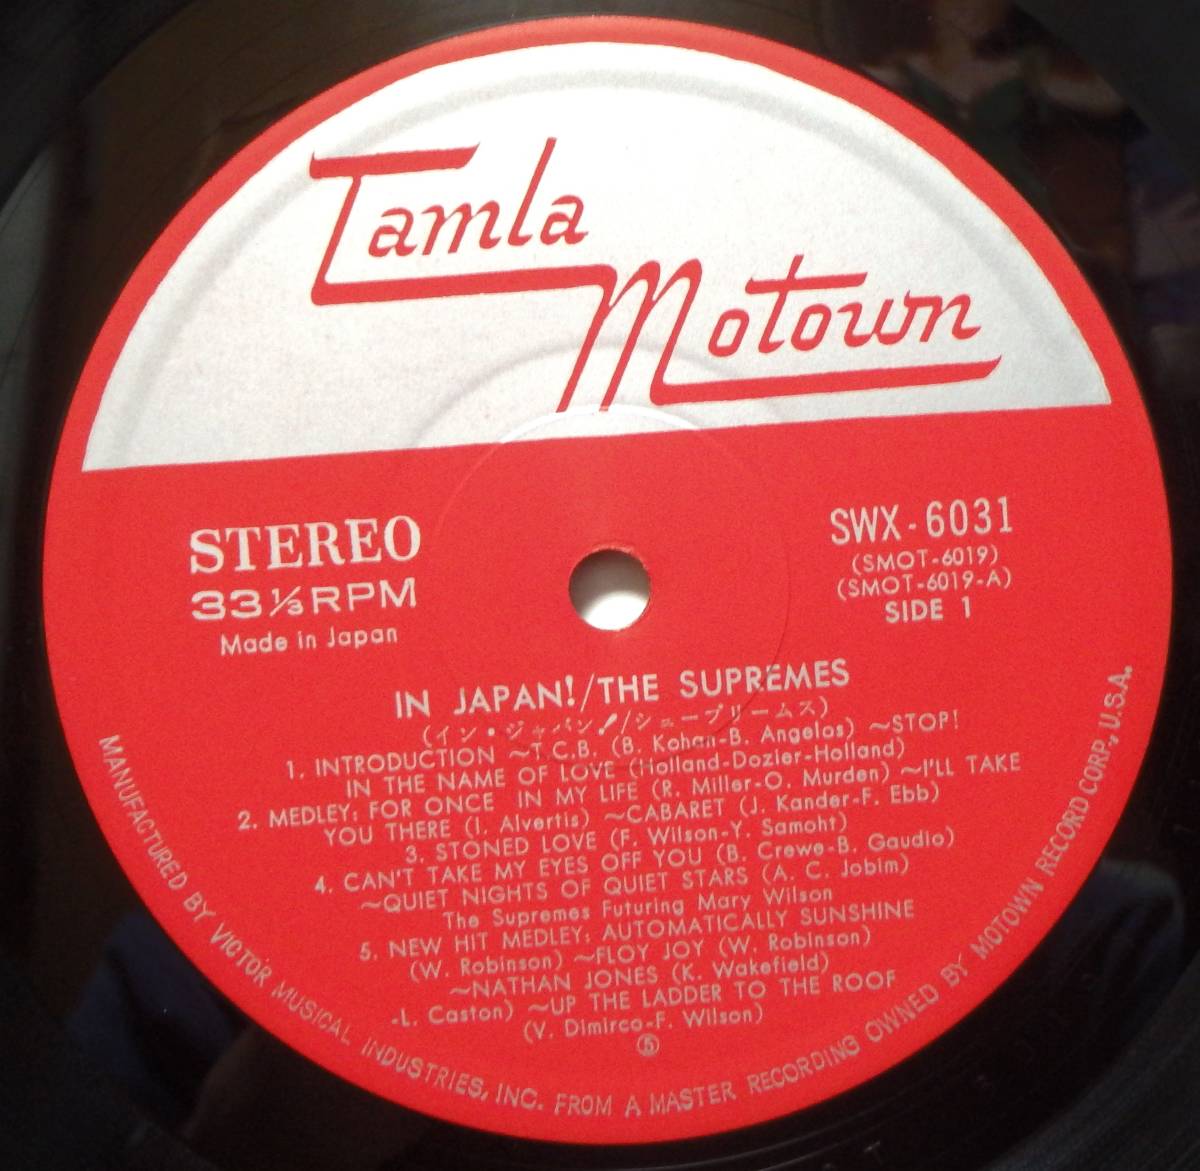 Tamla
Motown
STEREO
33 1/3 RPM
Made in Japan
SWX-6031
(SMOT-6019)
(SMOT-6019-A)
SIDE 1
IN JAPAN!/THE SUPREMES
(イン・ジャパン!/シュープリームス)
1. INTRODUCTION ~T.C.B. (B. Kohan-B. Angelos) ~STOP!
IN THE NAME OF LOVE (Holland-Dozier-Holland)
2. MEDLEY: FOR ONCE IN MY LIFE (R. Miller-O. Murden) ~I'LL TAKE
YOU THERE (I. Alvertis) ~CABARET (J. Kander-F. Ebb)
3. STONED LOVE (F. Wilson-Y. Samoht)
4. CAN'T TAKE MY EYES OFF YOU (B. Crewe-B. Gaudio)
~QUIET NIGHTS OF QUIET STARS (A. C. Jobim)
The Supremes Futuring Mary Wilson
5. NEW HIT MEDLEY: AUTOMATICALLY SUNSHINE
(W. Robinson) ~FLOY JOY (W. Robinson)
~NATHAN JONES (K. Wakefield)
-L. Caston) ~UP THE LADDER TO THE ROOF
(V. Dimirco-F. Wilson)
⑤
MANUFACTURED BY VICTOR MUSICAL INDUSTRIES, INC. FROM A MASTER RECORDING OWNED BY MOTOWN RECORD CORP., U.S.A.